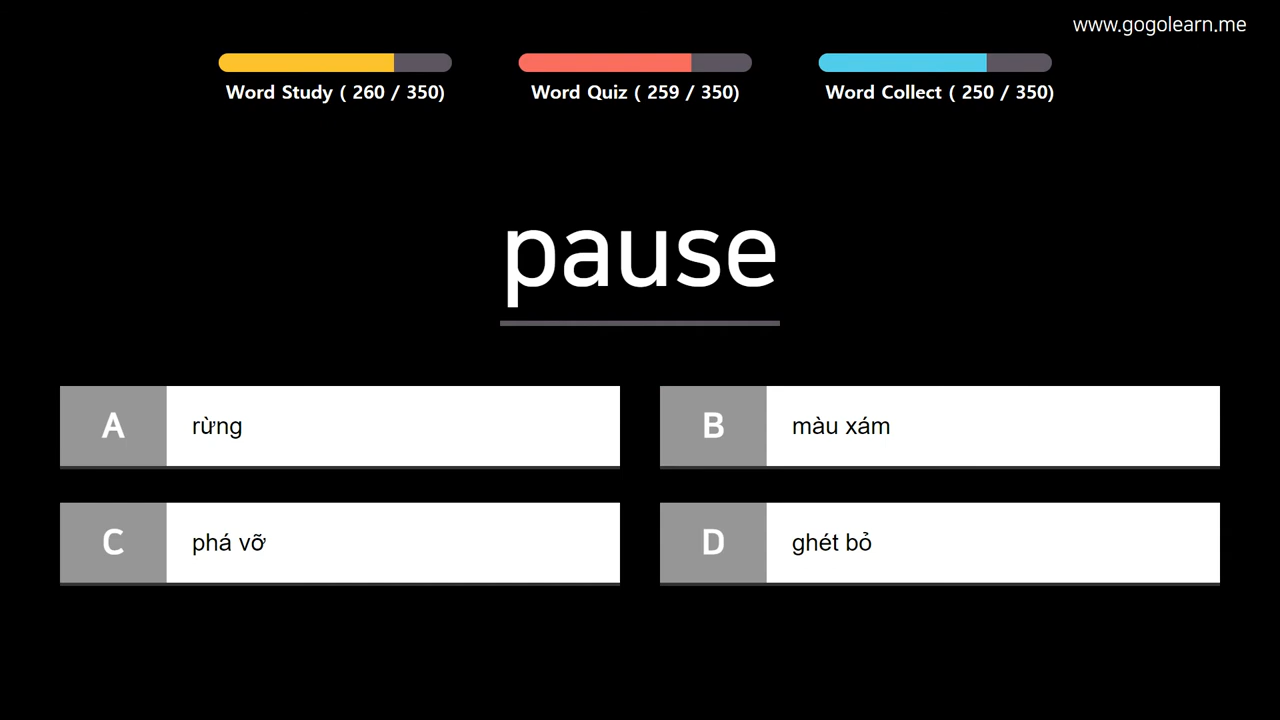 www.gogolearn.me
Word Study ( 260 / 350)
Word Quiz ( 259 / 350)
Word Collect ( 250 / 350)
pause
A rừng
B màu xám
C phá vỡ
D ghét bỏ